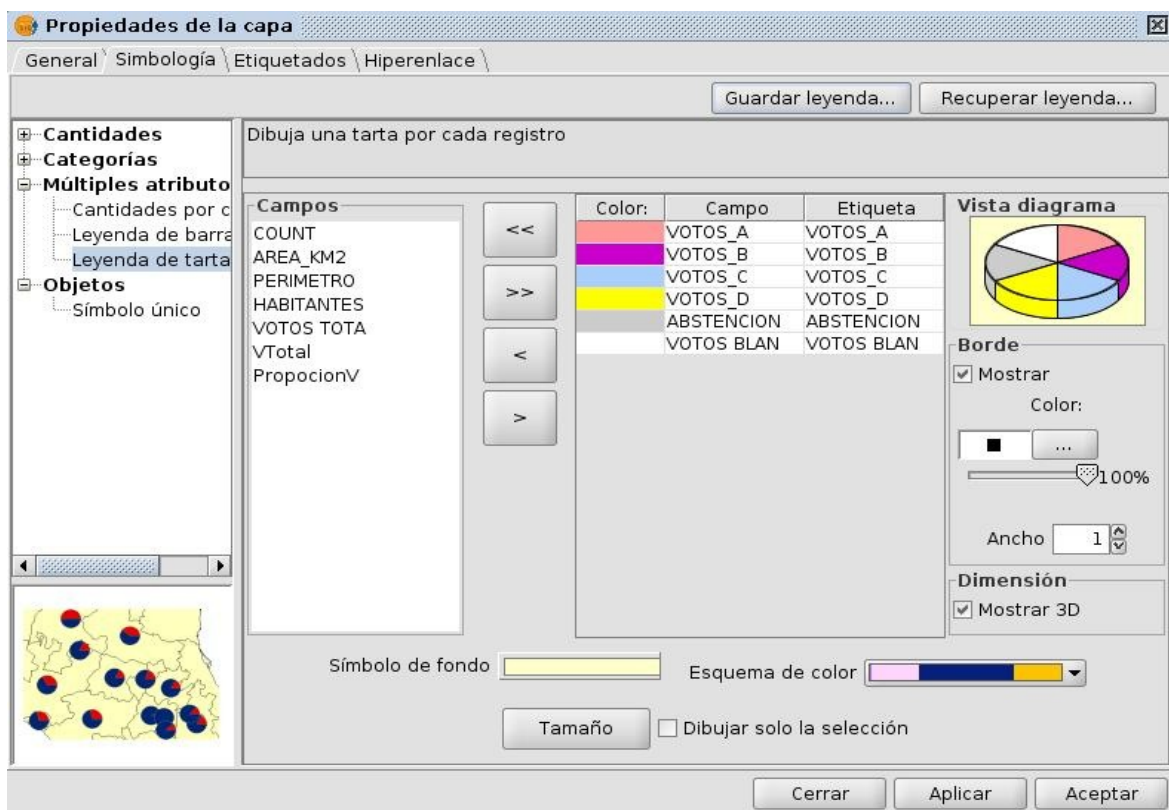 Propiedades de la capa
General Simbología Etiquetados Hiperenlace
Guardar leyenda... Recuperar leyenda...
Cantidades
Categorías
Múltiples atributo
Cantidades por c
Leyenda de barra
Leyenda de tarta
Objetos
Símbolo único
Dibuja una tarta por cada registro
Campos
COUNT
AREA_KM2
PERIMETRO
HABITANTES
VOTOS TOTA
VTotal
PropocionV
<<
>>
<
>
Color: Campo Etiqueta
VOTOS_A VOTOS_A
VOTOS_B VOTOS_B
VOTOS_C VOTOS_C
VOTOS_D VOTOS_D
ABSTENCION ABSTENCION
VOTOS BLAN VOTOS BLAN
Vista diagrama
Borde
Mostrar
Color:
...
100%
Ancho 1
Dimensión
Mostrar 3D
Símbolo de fondo Esquema de color
Tamaño Dibujar solo la selección
Cerrar Aplicar Aceptar